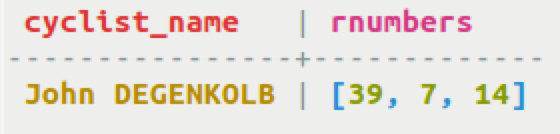 cyclist_name | rnumbers
----------------+-------------
John DEGENKOLB | [39, 7, 14]